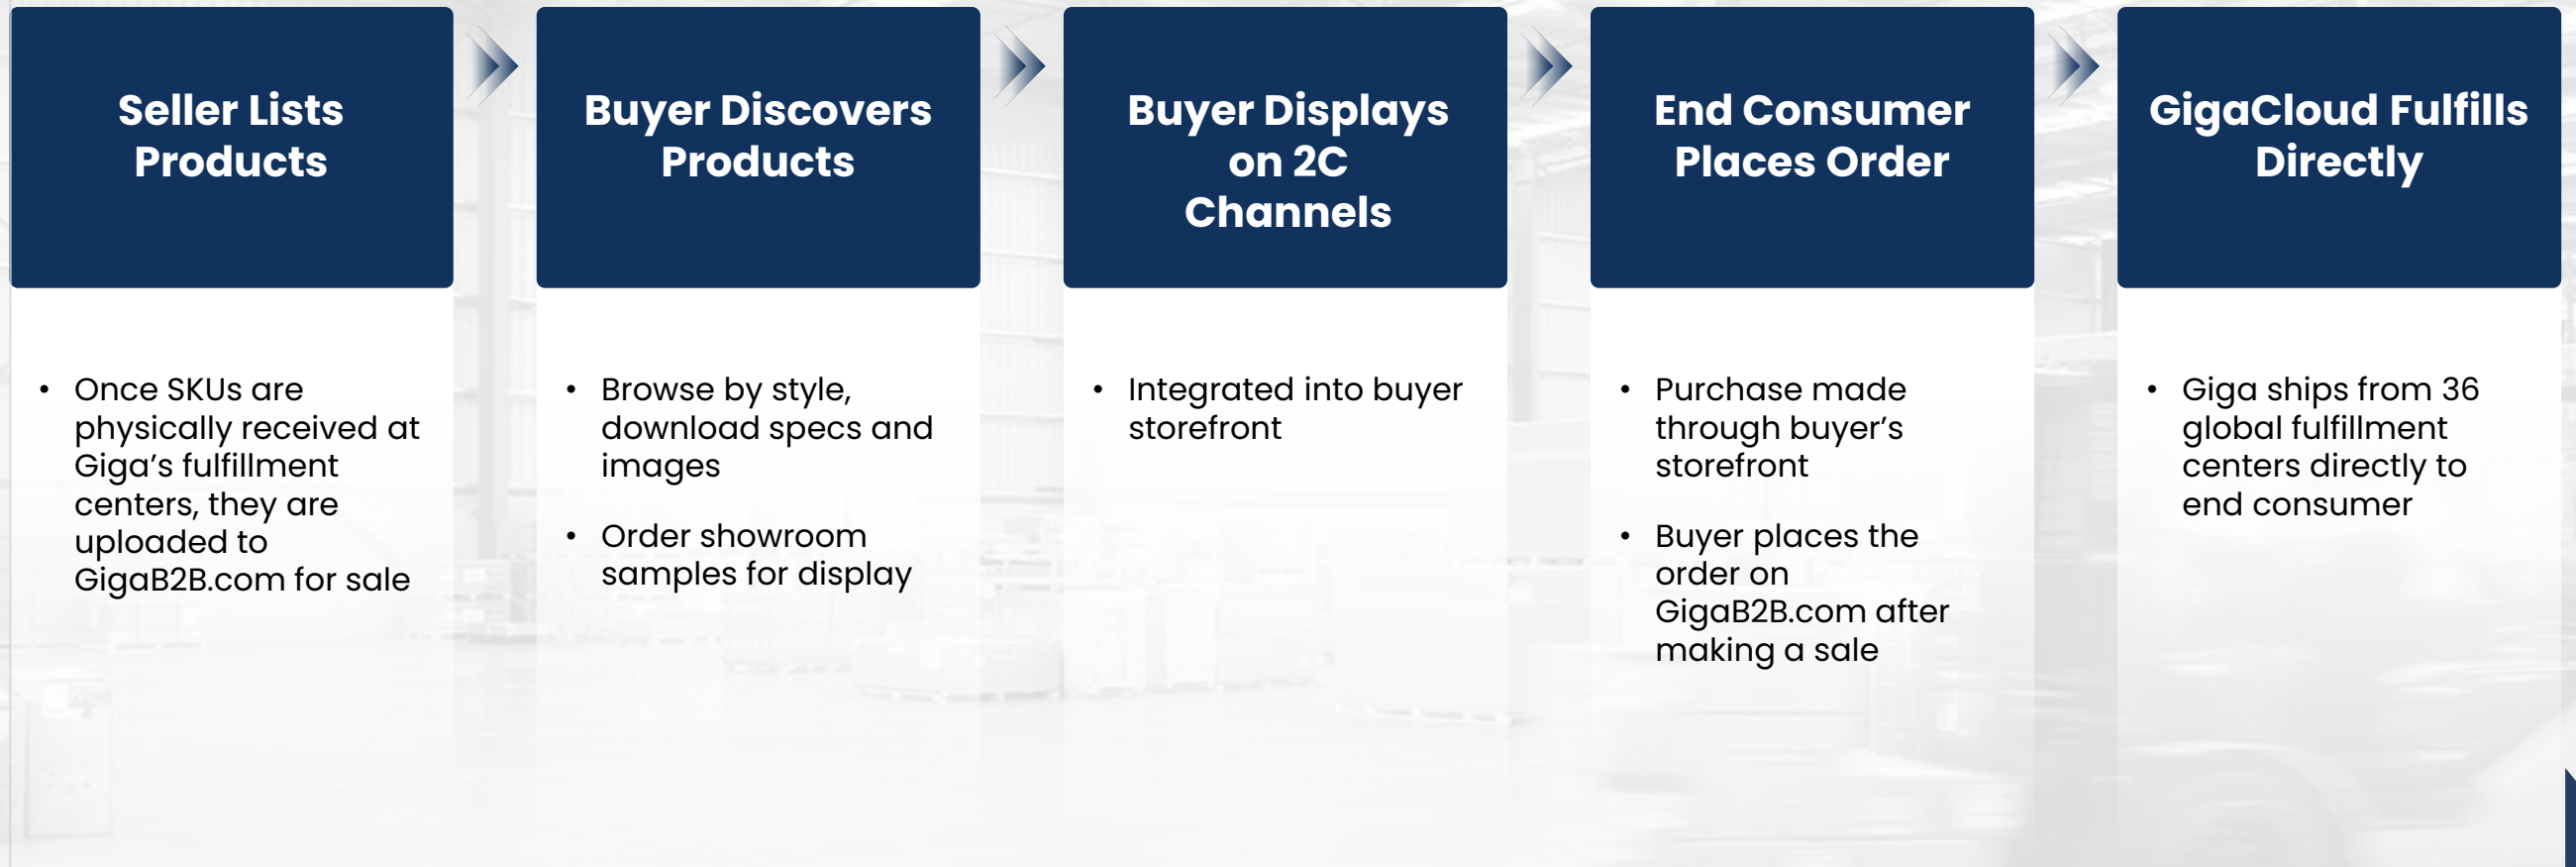 Seller Lists
Products
• Once SKUs are
physically received at
Giga’s fulfillment
centers, they are
uploaded to
GigaB2B.com for sale
Buyer Discovers
Products
• Browse by style,
download specs and
images
• Order showroom
samples for display
Buyer Displays
on 2C
Channels
• Integrated into buyer
storefront
End Consumer
Places Order
• Purchase made
through buyer’s
storefront
• Buyer places the
order on
GigaB2B.com after
making a sale
GigaCloud Fulfills
Directly
• Giga ships from 36
global fulfillment
centers directly to
end consumer